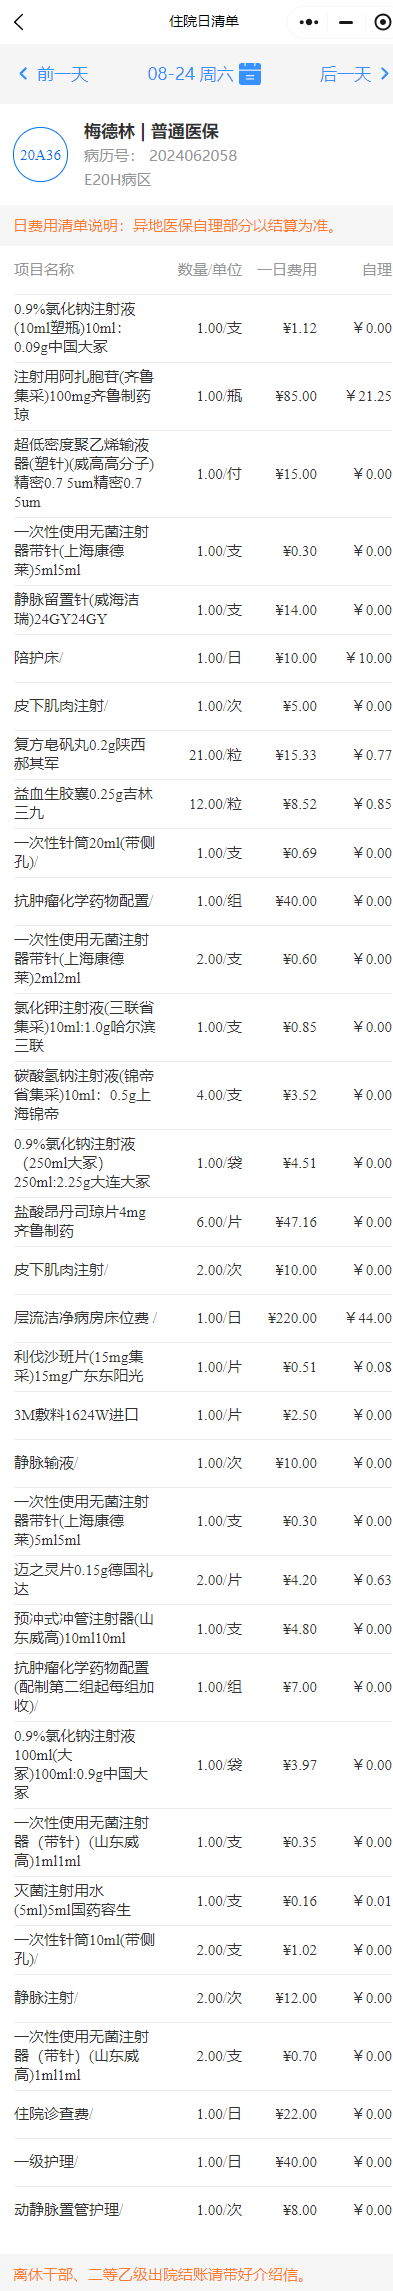 住院日清单
前一天 08-24 周六 后一天
20A36
梅德林 | 普通医保
病历号： 2024062058
E20H病区
日费用清单说明：异地医保自理部分以结算为准。
项目名称 数量/单位 一日费用 自理
0.9%氯化钠注射液
(10ml塑瓶)10ml：
0.09g中国大冢
1.00/支 ¥1.12 ￥0.00
注射用阿扎胞苷(齐鲁
集采)100mg齐鲁制药
琼
1.00/瓶 ¥85.00 ￥21.25
超低密度聚乙烯输液
器(塑针)(威高高分子)
精密0.7 5um精密0.7
5um
1.00/付 ¥15.00 ￥0.00
一次性使用无菌注射
器带针(上海康德
莱)5ml5ml
1.00/支 ¥0.30 ￥0.00
静脉留置针(威海洁
瑞)24GY24GY
1.00/支 ¥14.00 ￥0.00
陪护床/ 1.00/日 ¥10.00 ￥10.00
皮下肌肉注射/ 1.00/次 ¥5.00 ￥0.00
复方皂矾丸0.2g陕西
郝其军
21.00/粒 ¥15.33 ￥0.77
益血生胶囊0.25g吉林
三九
12.00/粒 ¥8.52 ￥0.85
一次性针筒20ml(带侧
孔)/
1.00/支 ¥0.69 ￥0.00
抗肿瘤化学药物配置/ 1.00/组 ¥40.00 ￥0.00
一次性使用无菌注射
器带针(上海康德
莱)2ml2ml
2.00/支 ¥0.60 ￥0.00
氯化钾注射液(三联省
集采)10ml:1.0g哈尔滨
三联
1.00/支 ¥0.85 ￥0.00
碳酸氢钠注射液(锦帝
省集采)10ml：0.5g上
海锦帝
4.00/支 ¥3.52 ￥0.00
0.9%氯化钠注射液
（250ml大冢）
250ml:2.25g大连大冢
1.00/袋 ¥4.51 ￥0.00
盐酸昂丹司琼片4mg
齐鲁制药
6.00/片 ¥47.16 ￥0.00
皮下肌肉注射/ 2.00/次 ¥10.00 ￥0.00
层流洁净病房床位费 / 1.00/日 ¥220.00 ￥44.00
利伐沙班片(15mg集
采)15mg广东东阳光
1.00/片 ¥0.51 ￥0.08
3M敷料1624W进口 1.00/片 ¥2.50 ￥0.00
静脉输液/ 1.00/次 ¥10.00 ￥0.00
一次性使用无菌注射
器带针(上海康德
莱)5ml5ml
1.00/支 ¥0.30 ￥0.00
迈之灵片0.15g德国礼
达
2.00/片 ¥4.20 ￥0.63
预冲式冲管注射器(山
东威高)10ml10ml
1.00/支 ¥4.80 ￥0.00
抗肿瘤化学药物配置
(配制第二组起每组加
收)/
1.00/组 ¥7.00 ￥0.00
0.9%氯化钠注射液
100ml(大
冢)100ml:0.9g中国大
冢
1.00/袋 ¥3.97 ￥0.00
一次性使用无菌注射
器（带针）(山东威
高)1ml1ml
1.00/支 ¥0.35 ￥0.00
灭菌注射用水
(5ml)5ml国药容生
1.00/支 ¥0.16 ￥0.01
一次性针筒10ml(带侧
孔)/
2.00/支 ¥1.02 ￥0.00
静脉注射/ 2.00/次 ¥12.00 ￥0.00
一次性使用无菌注射
器（带针）(山东威
高)1ml1ml
2.00/支 ¥0.70 ￥0.00
住院诊查费/ 1.00/日 ¥22.00 ￥0.00
一级护理/ 1.00/日 ¥40.00 ￥0.00
动静脉置管护理/ 1.00/次 ¥8.00 ￥0.00
离休干部、二等乙级出院结账请带好介绍信。